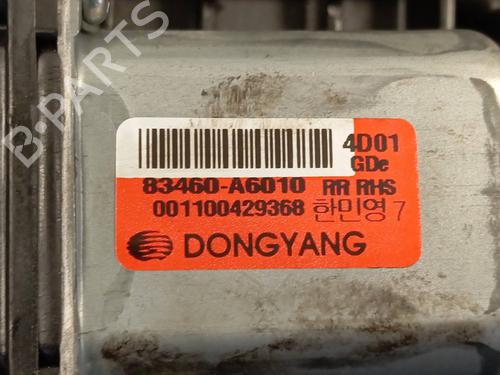 B-PARTS
4D01
GDe
83460-A6010 RR RHS
001100429368 한민영 7
DONGYANG